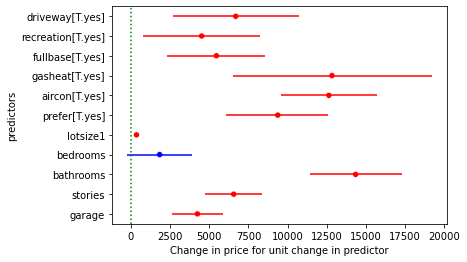 driveway[T.yes]
recreation[T.yes]
fullbase[T.yes]
gasheat[T.yes]
aircon[T.yes]
prefer[T.yes]
lotsize1
bedrooms
bathrooms
stories
garage
predictors
0 2500 5000 7500 10000 12500 15000 17500 20000
Change in price for unit change in predictor